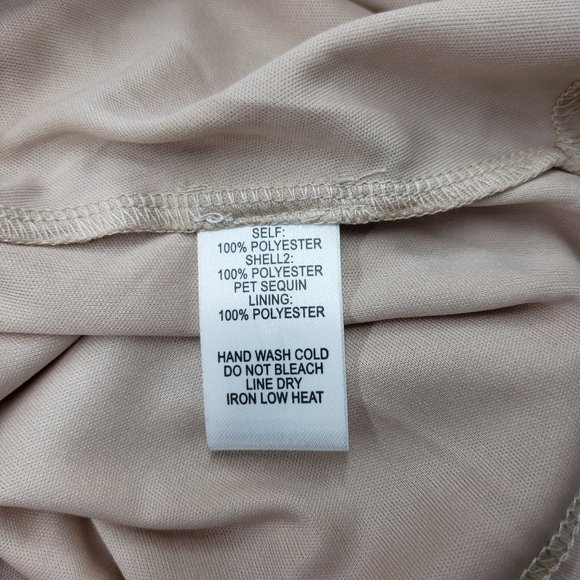 SELF:
100% POLYESTER
SHELL2:
100% POLYESTER
PET SEQUIN
LINING:
100% POLYESTER
HAND WASH COLD
DO NOT BLEACH
LINE DRY
IRON LOW HEAT